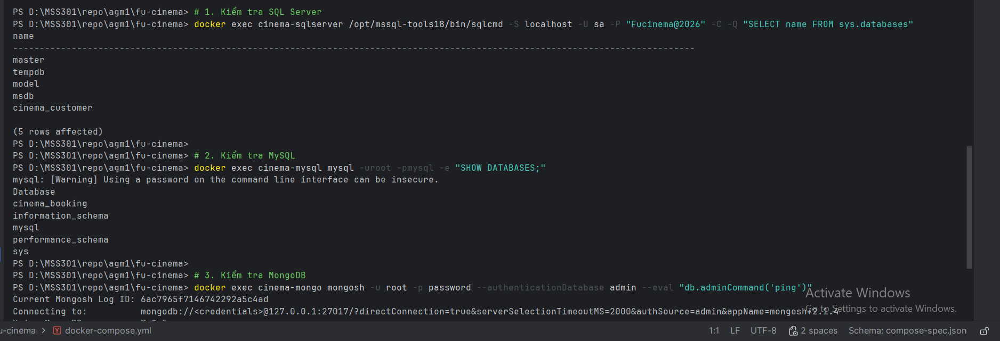 PS D:\MSS301\repo\agm1\fu-cinema> # 1. Kiểm tra SQL Server
PS D:\MSS301\repo\agm1\fu-cinema> docker exec cinema-sqlserver /opt/mssql-tools18/bin/sqlcmd -S localhost -U sa -P "Fucinema@2026" -C -Q "SELECT name FROM sys.databases"
name
--------------------------------------------------------------------------------------------------------------------------------
master
tempdb
model
msdb
cinema_customer
(5 rows affected)
PS D:\MSS301\repo\agm1\fu-cinema>
PS D:\MSS301\repo\agm1\fu-cinema> # 2. Kiểm tra MySQL
PS D:\MSS301\repo\agm1\fu-cinema> docker exec cinema-mysql mysql -uroot -pmysql -e "SHOW DATABASES;"
mysql: [Warning] Using a password on the command line interface can be insecure.
Database
cinema_booking
information_schema
mysql
performance_schema
sys
PS D:\MSS301\repo\agm1\fu-cinema>
PS D:\MSS301\repo\agm1\fu-cinema> # 3. Kiểm tra MongoDB
PS D:\MSS301\repo\agm1\fu-cinema> docker exec cinema-mongo mongosh -u root -p password --authenticationDatabase admin --eval "db.adminCommand('ping')"
Current Mongosh Log ID: 6ac7965f7146742292a5c4ad
Connecting to: mongodb://<credentials>@127.0.0.1:27017/?directConnection=true&serverSelectionTimeoutMS=2000&authSource=admin&appName=mongosh+2.1.4
Activate Windows
Go to Settings to activate Windows.
u-cinema > docker-compose.yml
1:1 LF UTF-8 2 spaces Schema: compose-spec.json